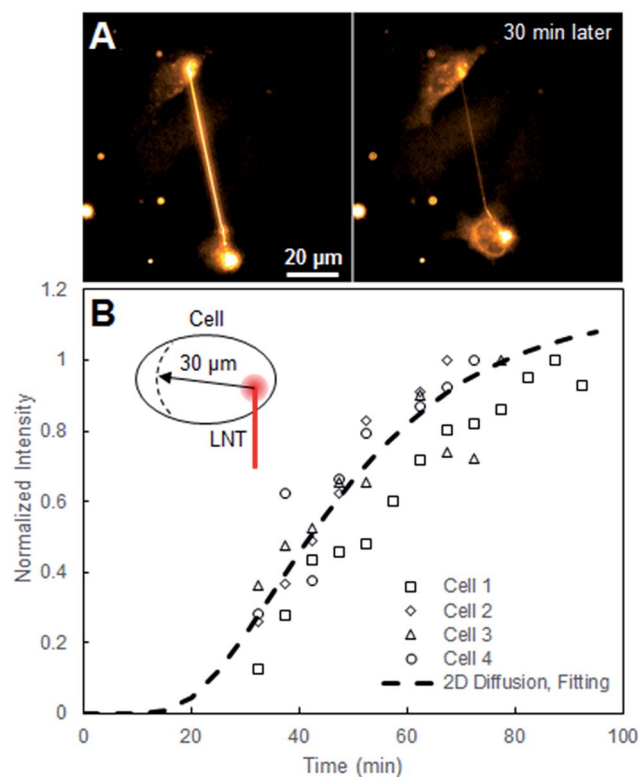 A
30 min later
20 µm
B
Cell
30 µm
LNT
Normalized Intensity
1.2
1
0.8
0.6
0.4
0.2
0
0 20 40 60 80 100
Time (min)
Cell 1
Cell 2
Cell 3
Cell 4
2D Diffusion, Fitting